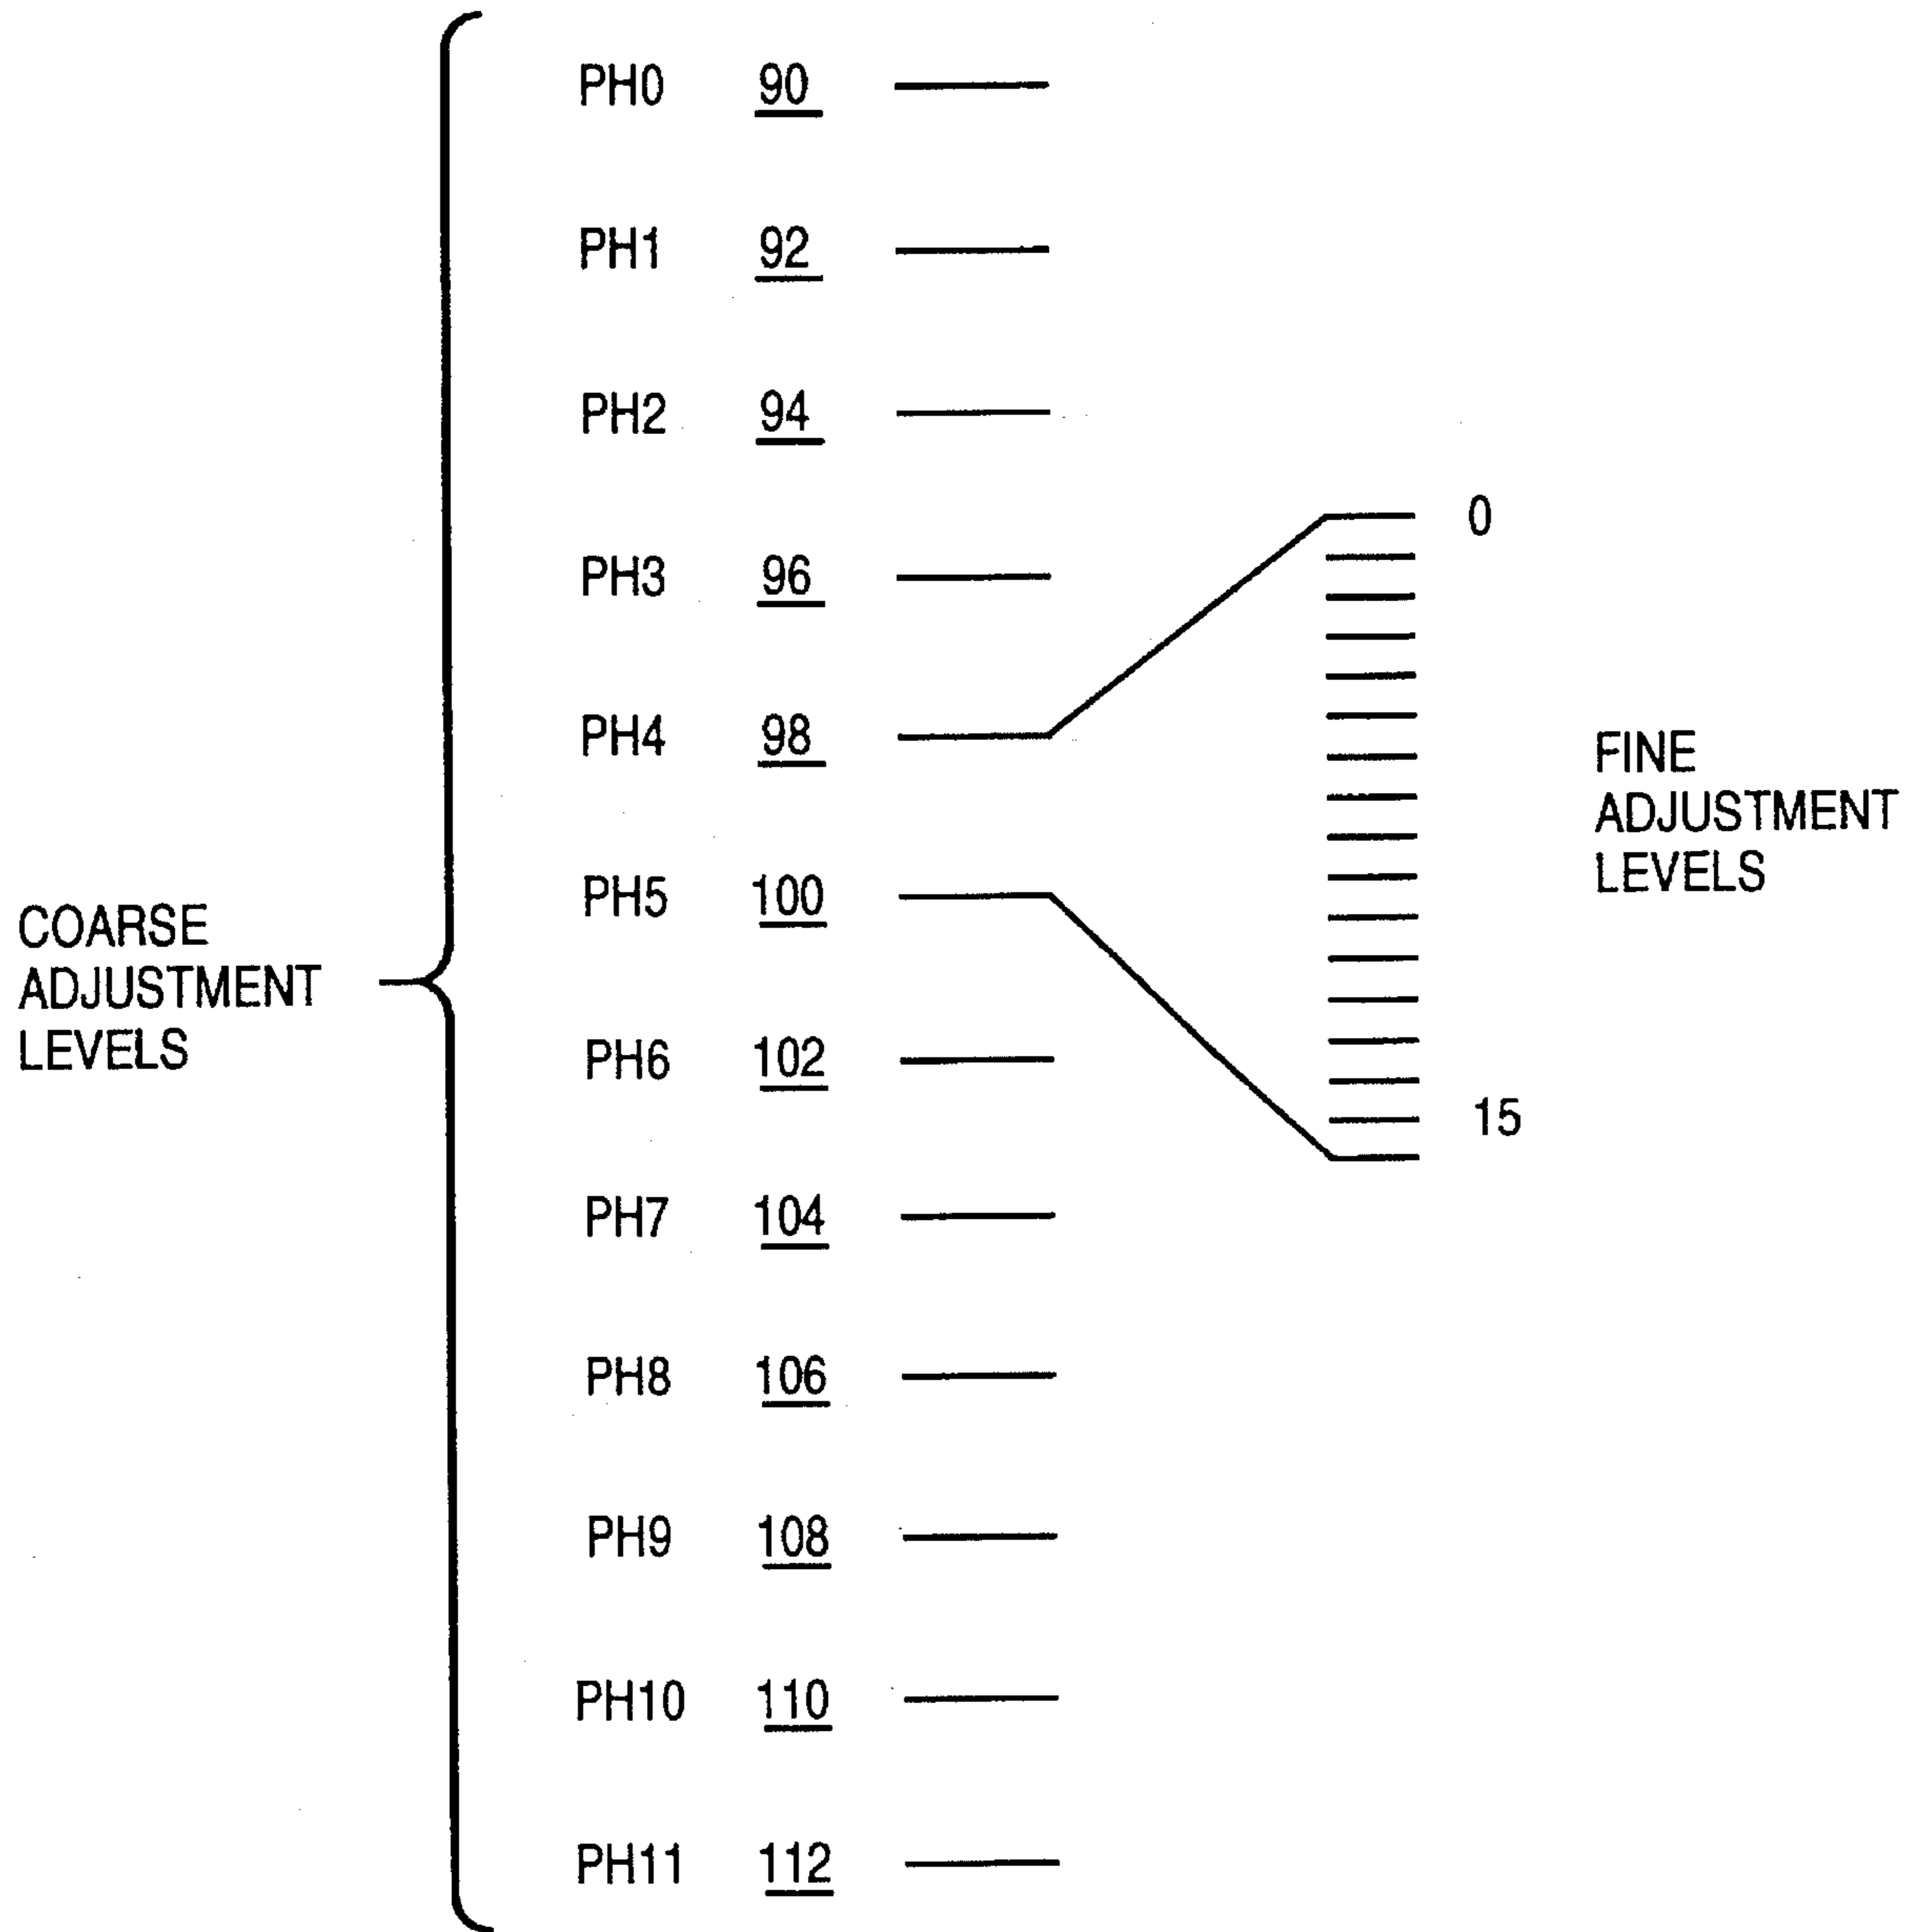 PH0 90
PH1 92
PH2 94
PH3 96
PH4 98
PH5 100
PH6 102
PH7 104
PH8 106
PH9 108
PH10 110
PH11 112
COARSE
ADJUSTMENT
LEVELS
0
15
FINE
ADJUSTMENT
LEVELS